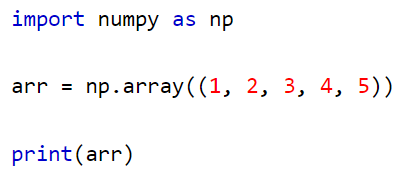 import numpy as np
arr = np.array((1, 2, 3, 4, 5))
print(arr)